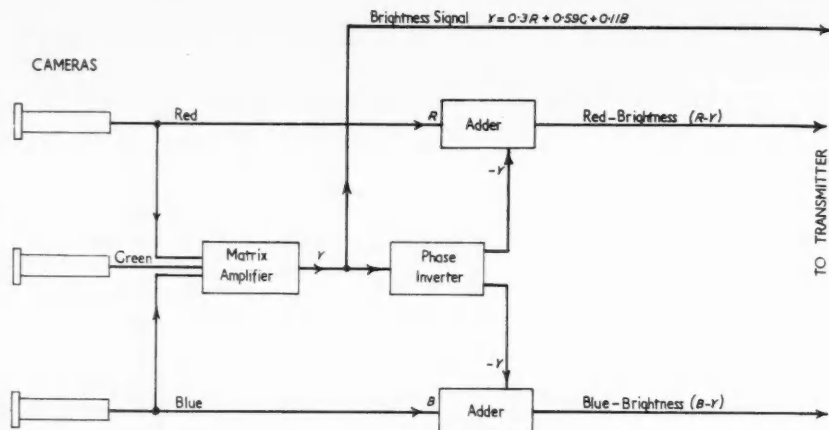 Brightness Signal Y = 0·3R + 0·59G + 0·11B
CAMERAS
Red
R
Adder
Red-Brightness (R-Y)
-Y
Green
Matrix
Amplifier
Y
Phase
Inverter
TO TRANSMITTER
-Y
Blue
B
Adder
Blue-Brightness (B-Y)